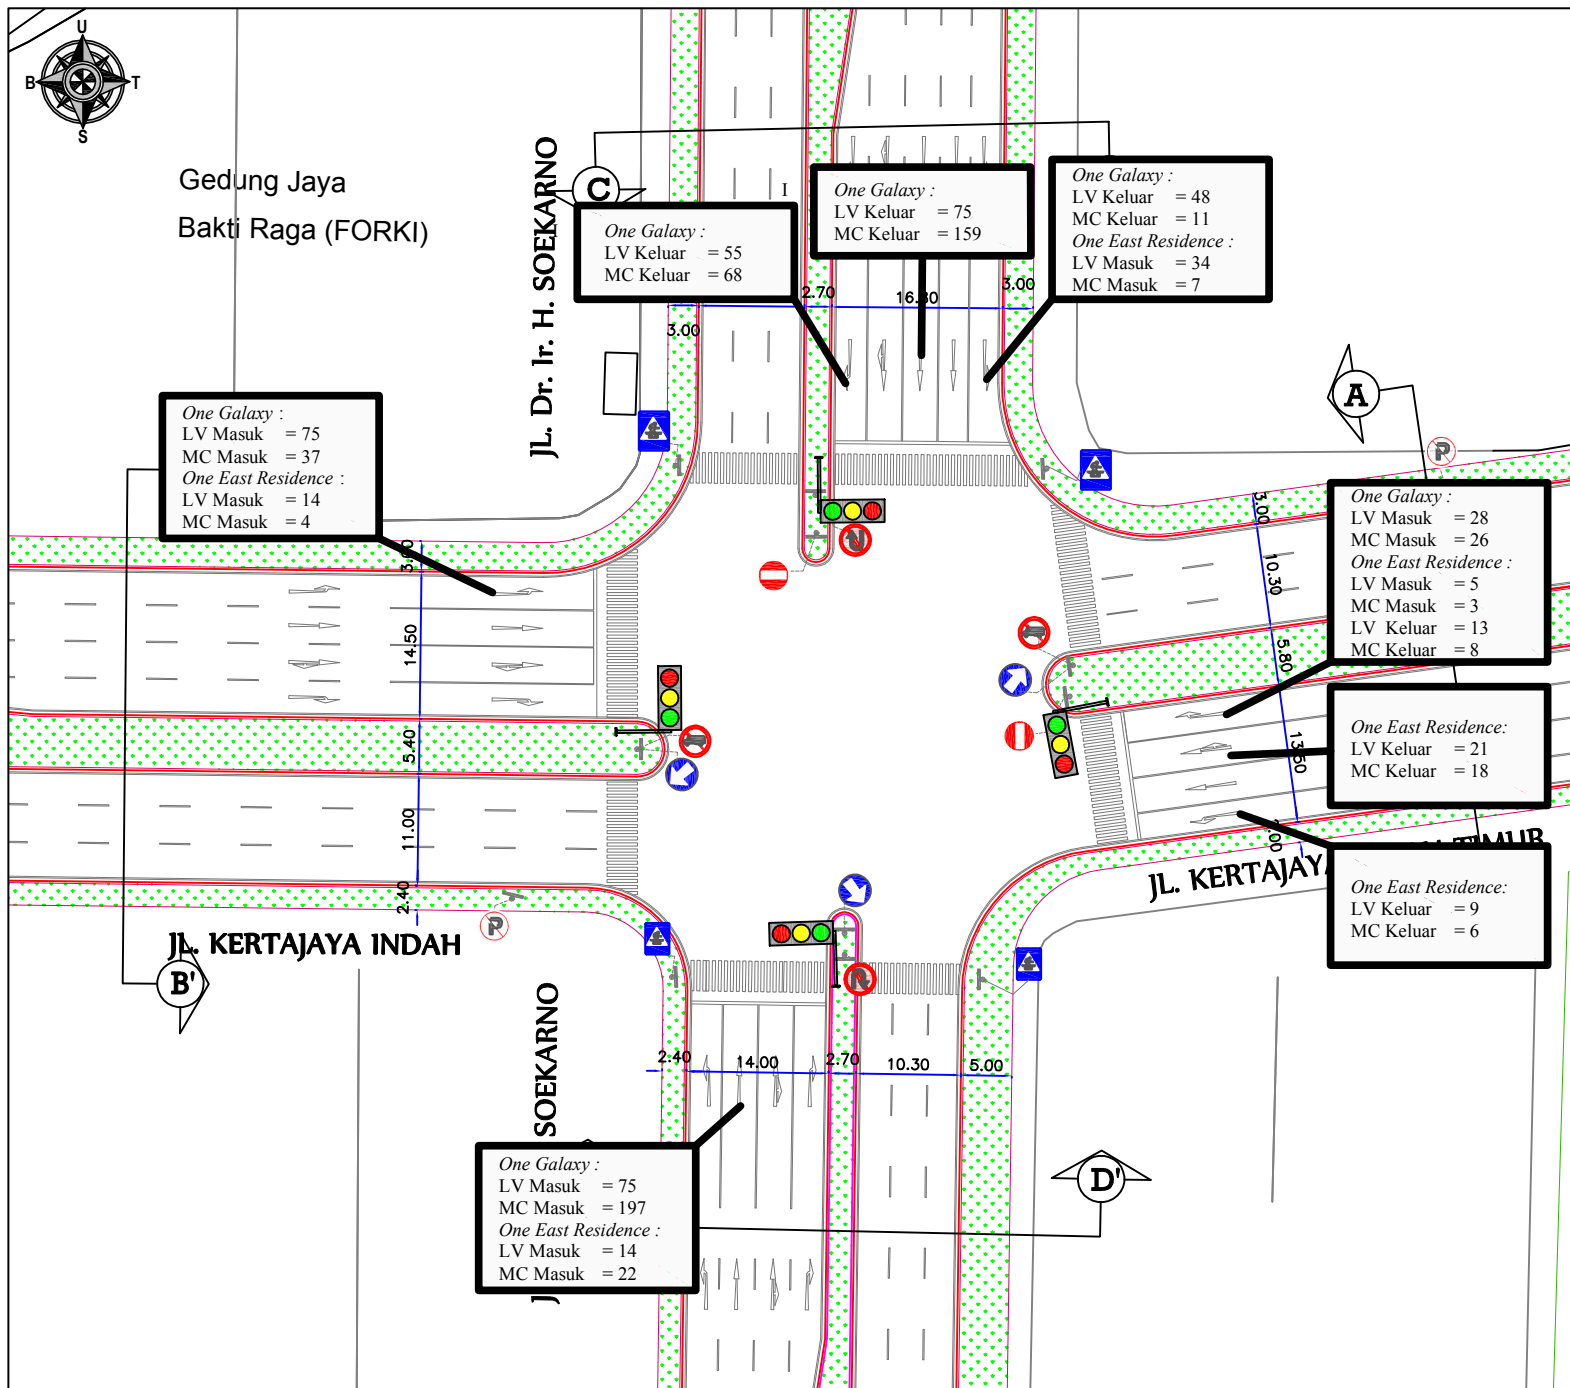 U
B
T
S
Gedung Jaya
Bakti Raga (FORKI)
JL. Dr. Ir. H. SOEKARNO
C
I
One Galaxy :
LV Keluar = 55
MC Keluar = 68
One Galaxy :
LV Keluar = 75
MC Keluar = 159
One Galaxy :
LV Keluar = 48
MC Keluar = 11
One East Residence :
LV Masuk = 34
MC Masuk = 7
3.00
2.70
16.80
3.00
A
One Galaxy :
LV Masuk = 75
MC Masuk = 37
One East Residence :
LV Masuk = 14
MC Masuk = 4
P
One Galaxy :
LV Masuk = 28
MC Masuk = 26
One East Residence :
LV Masuk = 5
MC Masuk = 3
LV Keluar = 13
MC Keluar = 8
3.00
10.30
5.80
13.50
14.50
5.40
11.00
2.40
One East Residence:
LV Keluar = 21
MC Keluar = 18
One East Residence:
LV Keluar = 9
MC Keluar = 6
JL. KERTAJAYA
TIMUR
P
JL. KERTAJAYA INDAH
B'
SOEKARNO
2.40
14.00
2.70
10.30
5.00
One Galaxy :
LV Masuk = 75
MC Masuk = 197
One East Residence :
LV Masuk = 14
MC Masuk = 22
D'